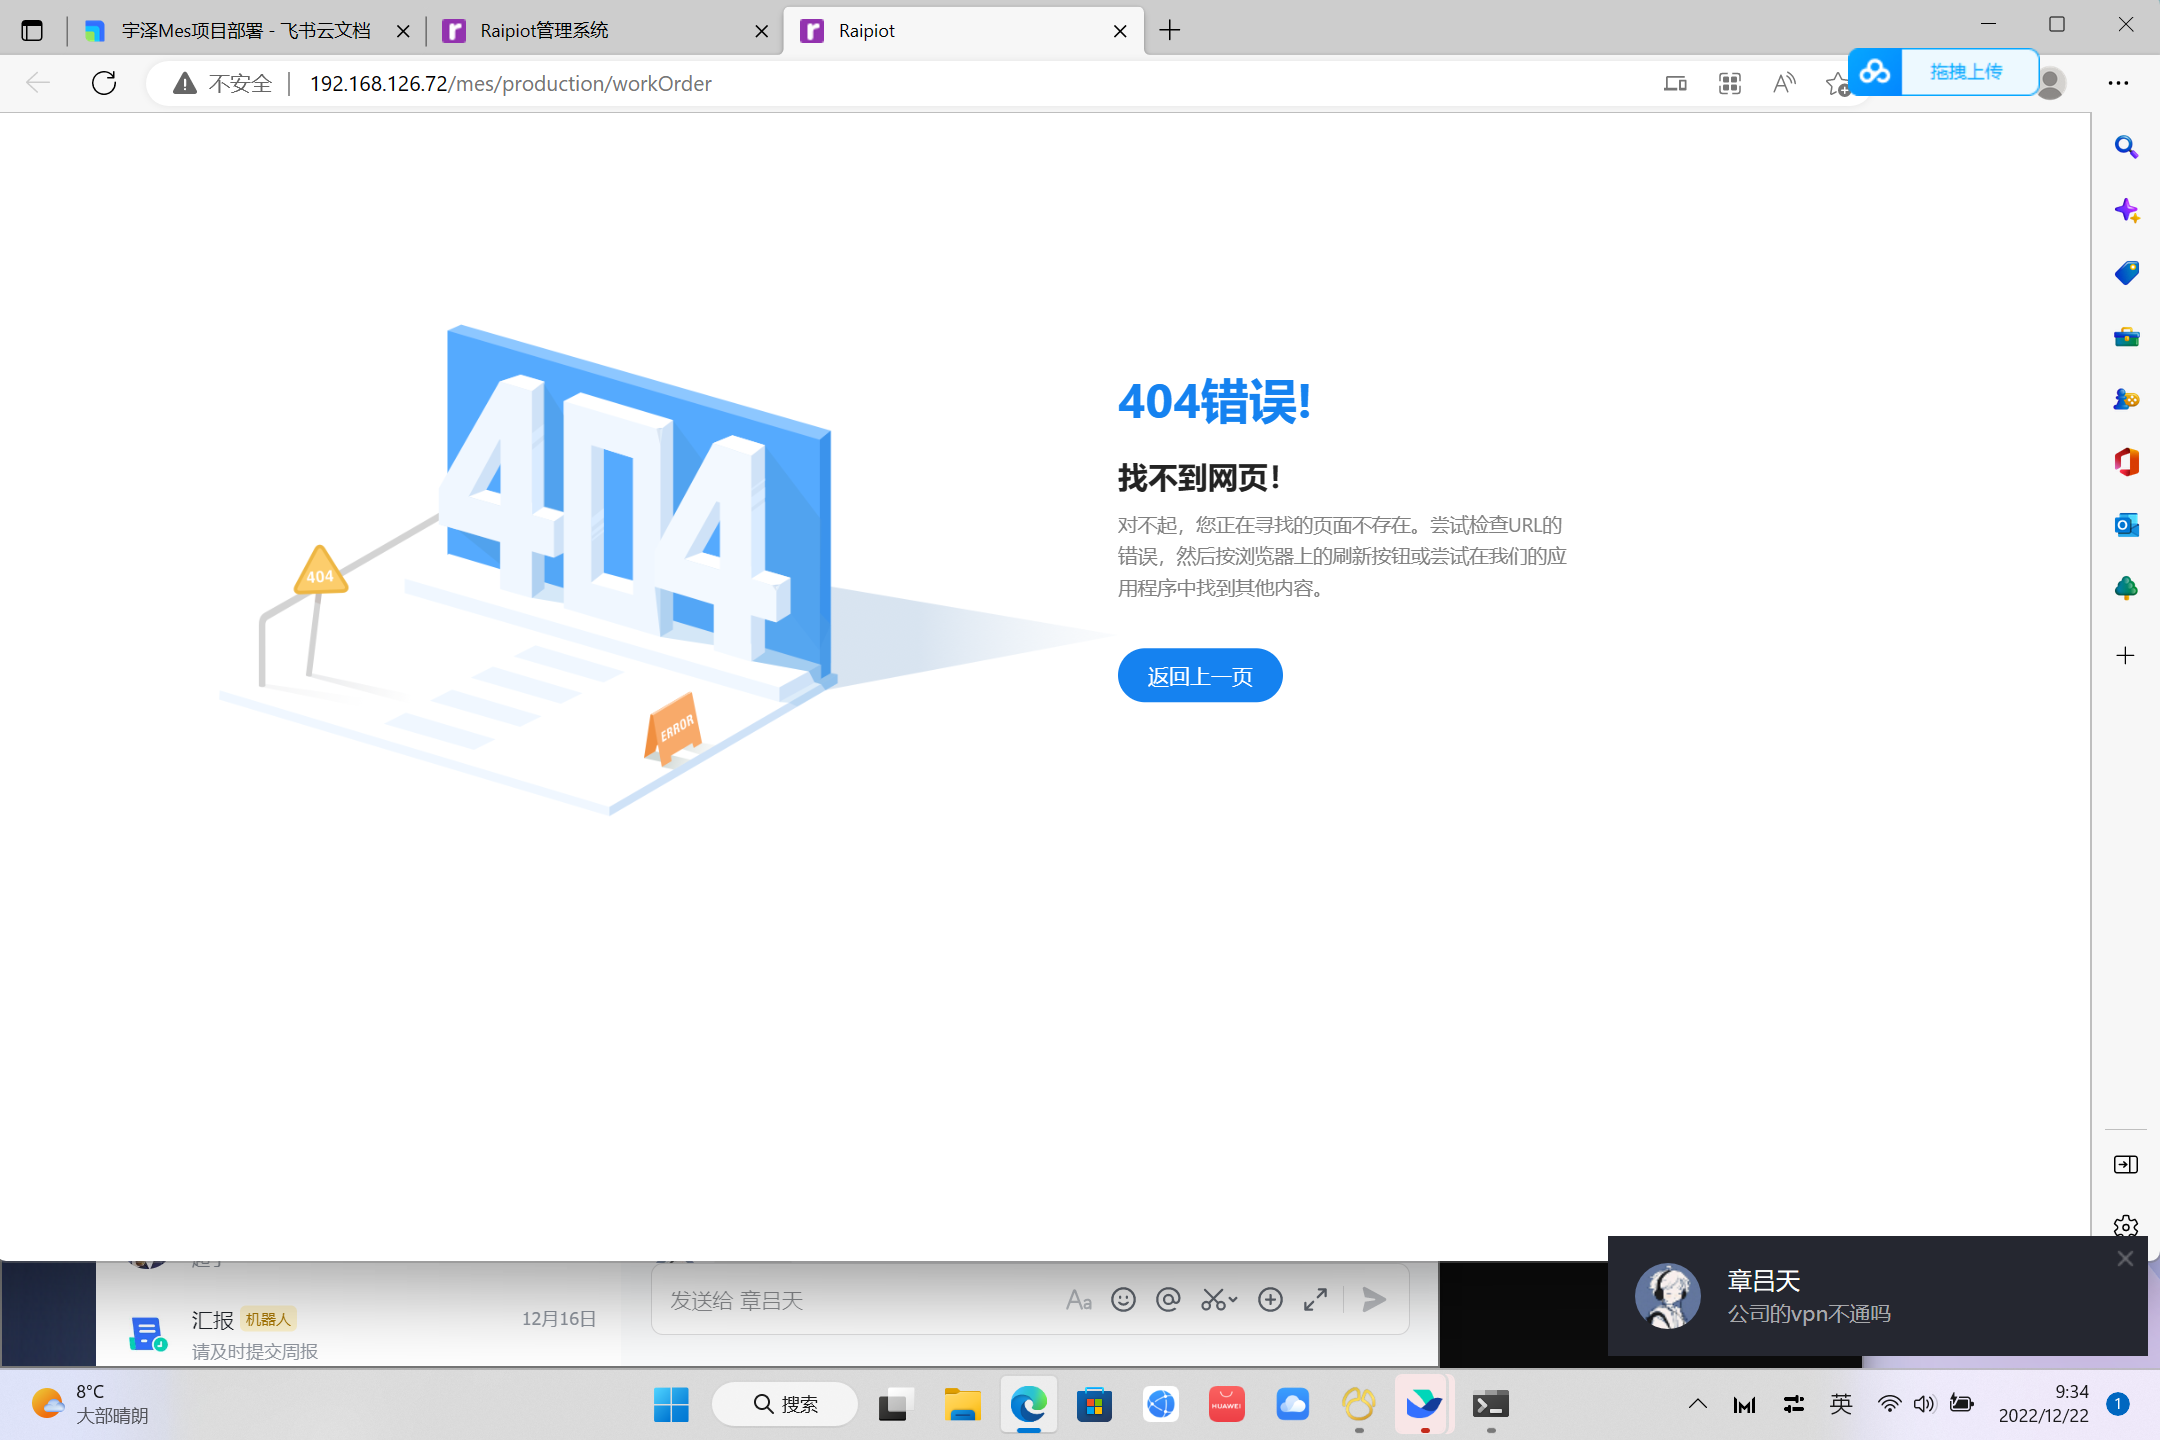 宇泽Mes项目部署 - 飞书云文档
Raipiot管理系统
Raipiot
不安全
192.168.126.72/mes/production/workOrder
拖拽上传
404
404
ERROR
404错误!
找不到网页!
对不起，您正在寻找的页面不存在。尝试检查URL的
错误，然后按浏览器上的刷新按钮或尝试在我们的应
用程序中找到其他内容。
返回上一页
汇报 机器人
12月16日
请及时提交周报
发送给 章吕天
Aa
章吕天
公司的vpn不通吗
8°C
大部晴朗
搜索
HUAWEI
英
9:34
2022/12/22
1